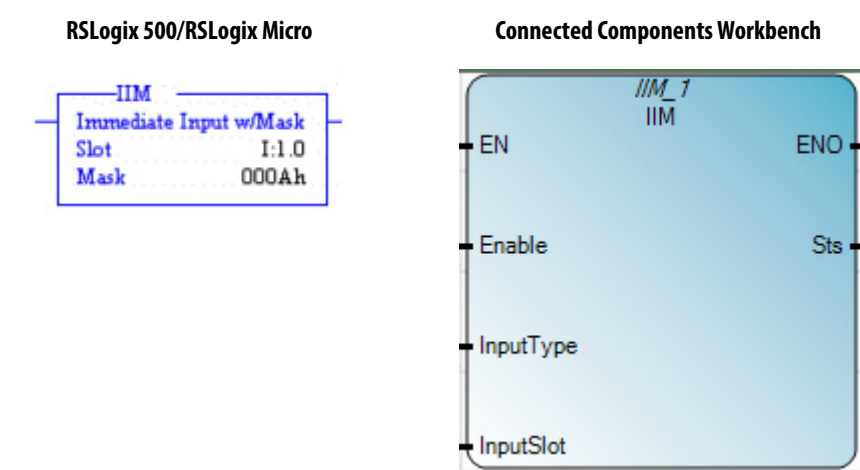 RSLogix 500/RSLogix Micro
Connected Components Workbench
IIM
Immediate Input w/Mask
Slot I:1.0
Mask 000Ah
IIM_1
IIM
EN ENO
Enable Sts
InputType
InputSlot